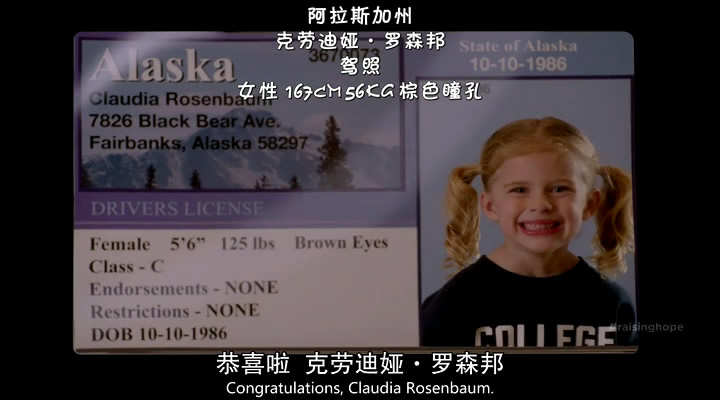 阿拉斯加州
克劳迪娅·罗森邦
驾照
女性 167CM 56KG 棕色瞳孔
Alaska
3670073
Claudia Rosenbaum
7826 Black Bear Ave.
Fairbanks, Alaska 58297
State of Alaska
10-10-1986
DRIVERS LICENSE
Female 5'6" 125 lbs Brown Eyes
Class - C
Endorsements - NONE
Restrictions - NONE
DOB 10-10-1986
COLLEGE
#raisinghope
恭喜啦 克劳迪娅·罗森邦
Congratulations, Claudia Rosenbaum.